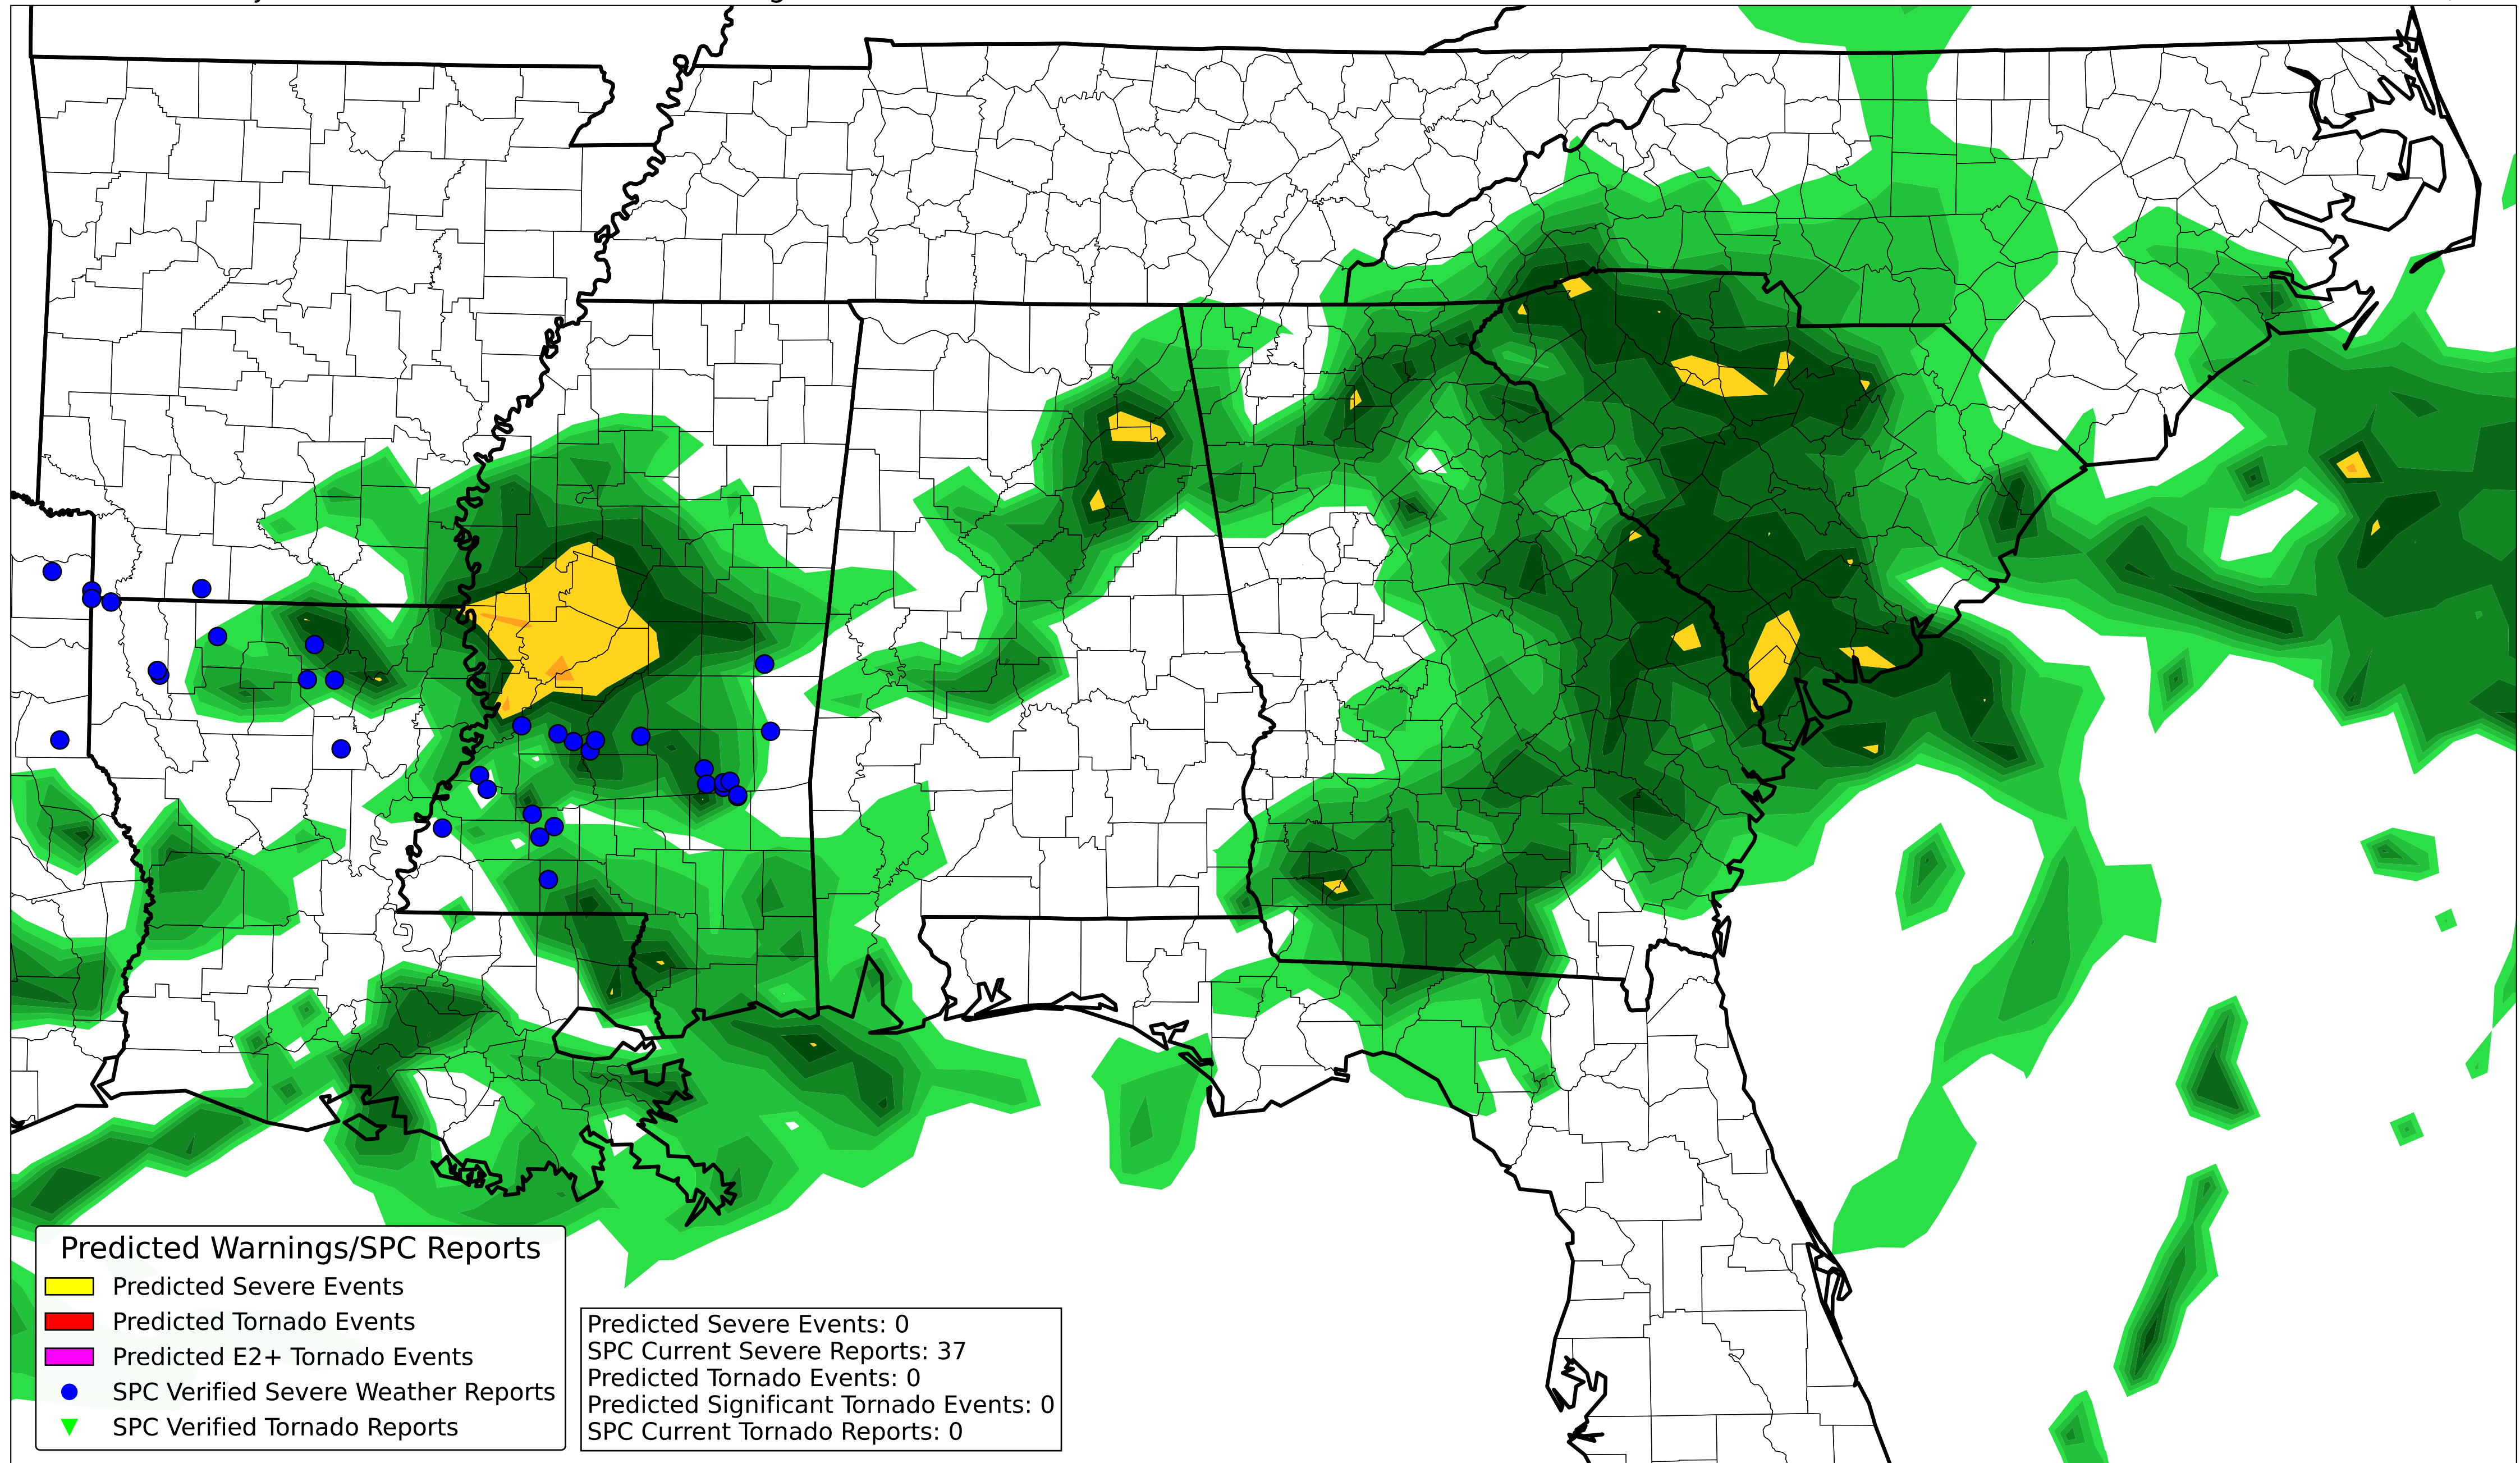 Predicted Warnings/SPC Reports
Predicted Severe Events
Predicted Tornado Events
Predicted E2+ Tornado Events
SPC Verified Severe Weather Reports
SPC Verified Tornado Reports
Predicted Severe Events: 0
SPC Current Severe Reports: 37
Predicted Tornado Events: 0
Predicted Significant Tornado Events: 0
SPC Current Tornado Reports: 0